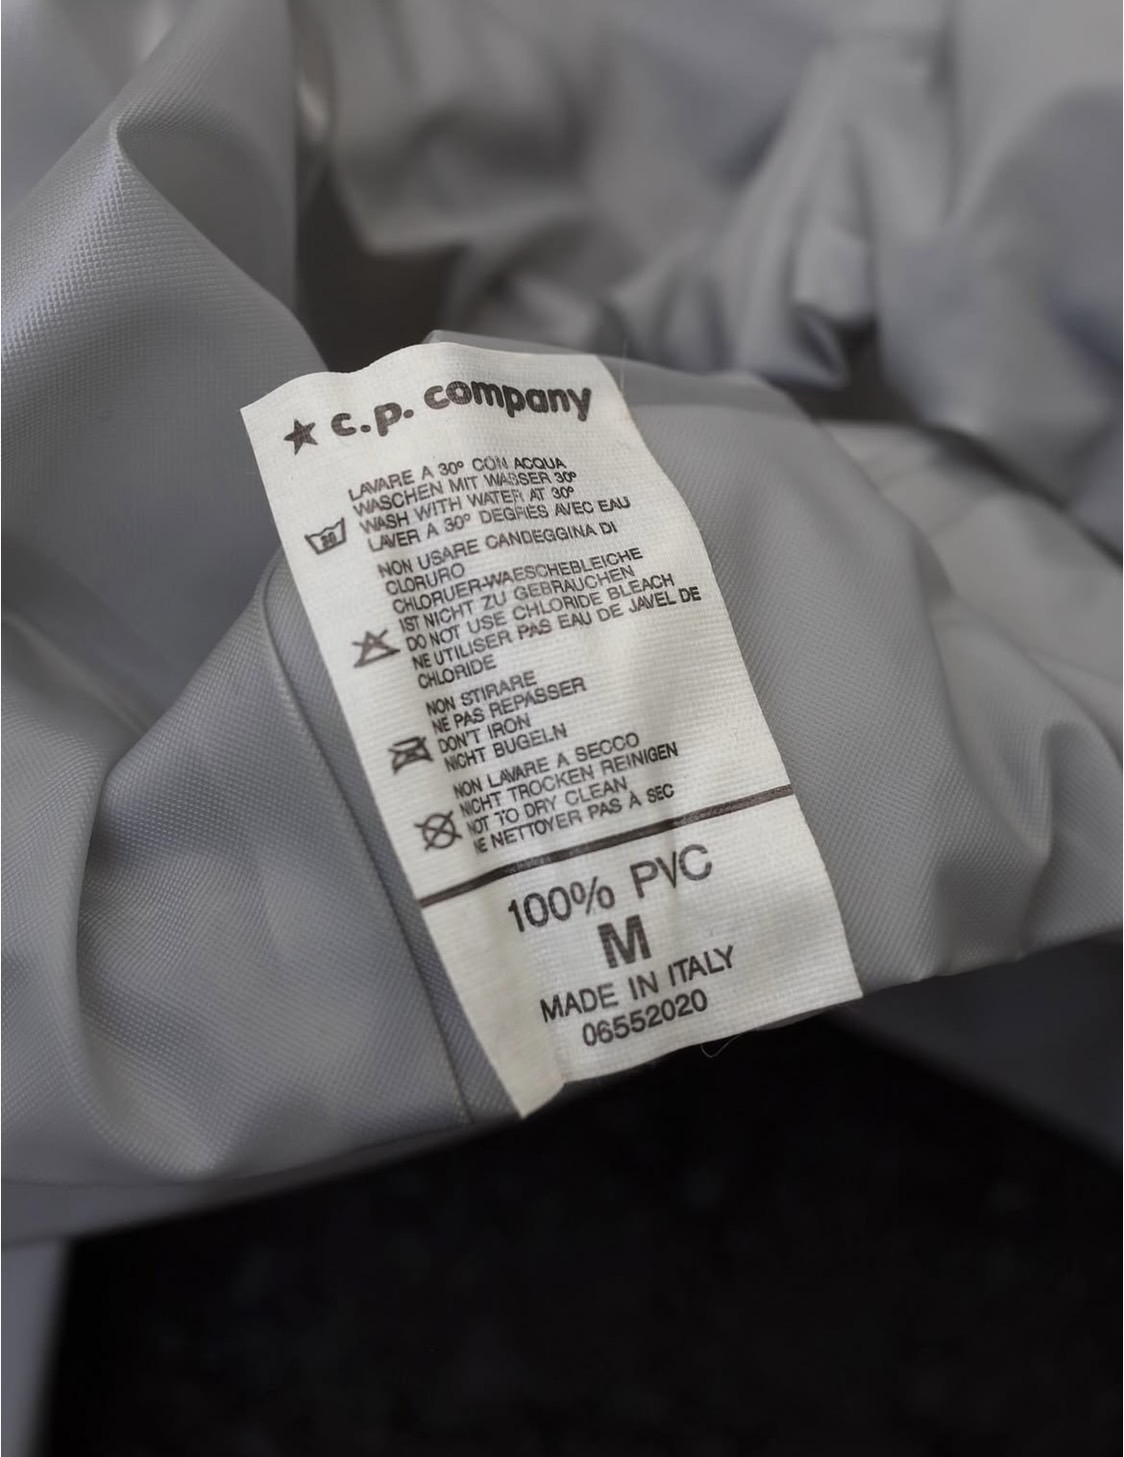 ★ c.p. company
LAVARE A 30° CON ACQUA
WASCHEN MIT WASSER 30°
WASH WITH WATER AT 30°
LAVER A 30° DEGRÉS AVEC EAU
30
NON USARE CANDEGGINA DI
CLORURO
CHLORUER-WAESCHEBLEICHE
IST NICHT ZU GEBRAUCHEN
DO NOT USE CHLORIDE BLEACH
NE UTILISER PAS EAU DE JAVEL DE
CHLORIDE
NON STIRARE
NE PAS REPASSER
DON'T IRON
NICHT BUGELN
NON LAVARE A SECCO
NICHT TROCKEN REINIGEN
NOT TO DRY CLEAN
NE NETTOYER PAS À SEC
100% PVC
M
MADE IN ITALY
06552020